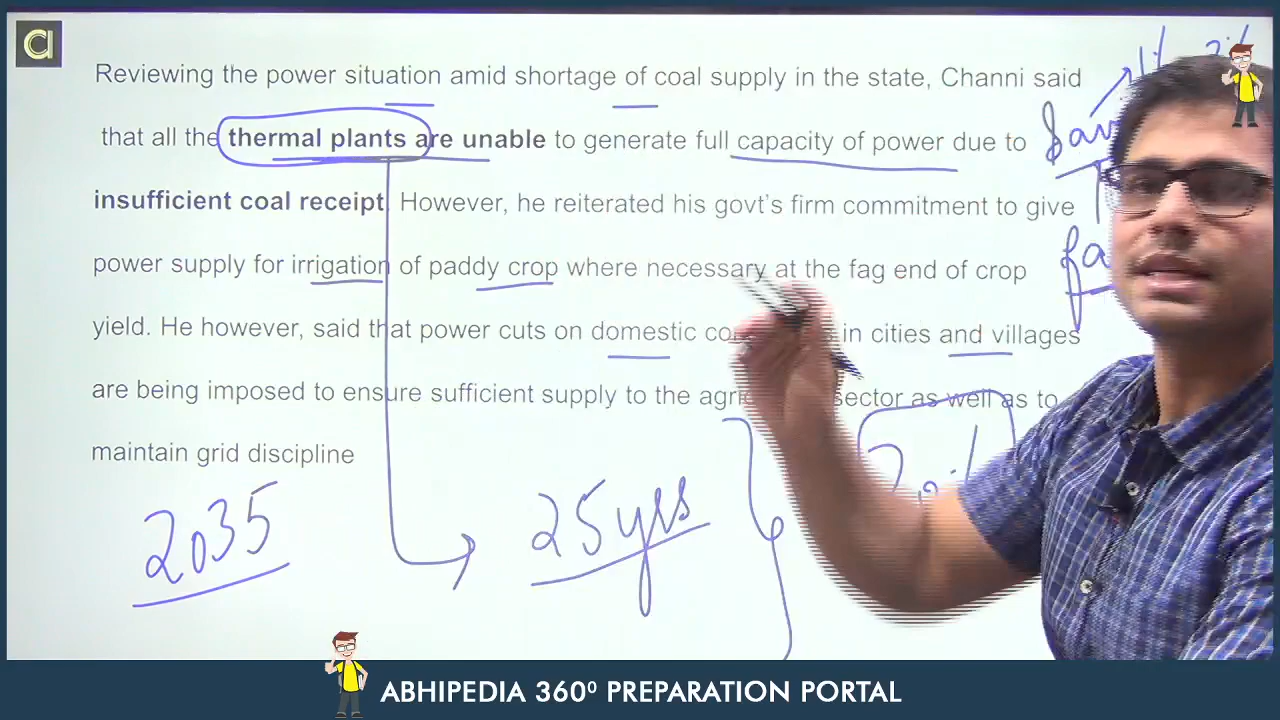 Reviewing the power situation amid shortage of coal supply in the state, Channi said
that all the thermal plants are unable to generate full capacity of power due to
insufficient coal receipt. However, he reiterated his govt's firm commitment to give
power supply for irrigation of paddy crop where necessary at the fag end of crop
yield. He however, said that power cuts on domestic in cities and villages
are being imposed to ensure sufficient supply to the sector as well as to
maintain grid discipline
2035
25yrs
ABHIPEDIA 360⁰ PREPARATION PORTAL